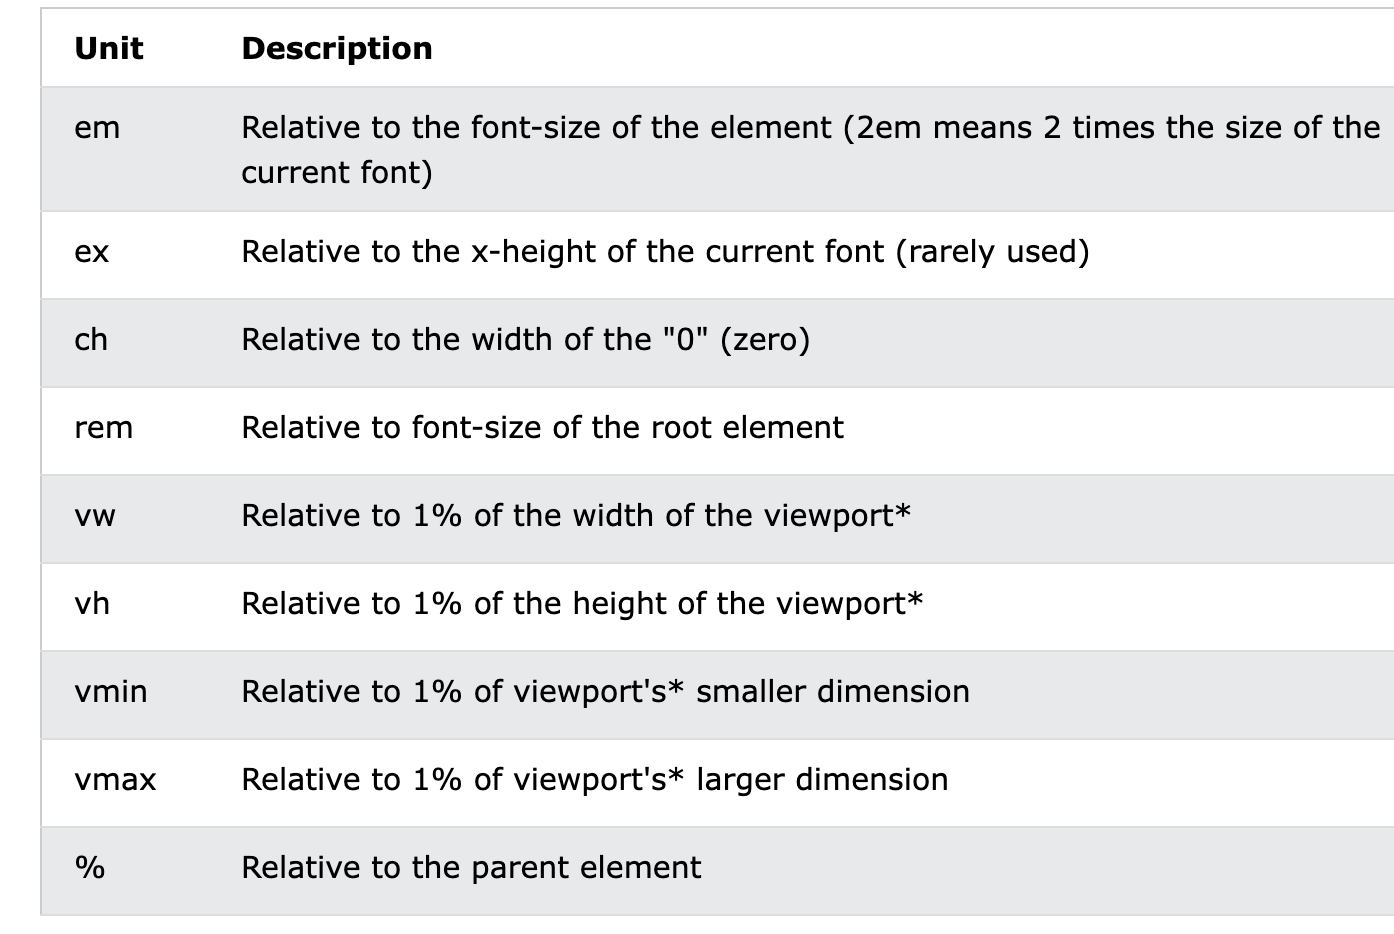 Unit Description
em Relative to the font-size of the element (2em means 2 times the size of the
current font)
ex Relative to the x-height of the current font (rarely used)
ch Relative to the width of the "0" (zero)
rem Relative to font-size of the root element
vw Relative to 1% of the width of the viewport*
vh Relative to 1% of the height of the viewport*
vmin Relative to 1% of viewport's* smaller dimension
vmax Relative to 1% of viewport's* larger dimension
% Relative to the parent element